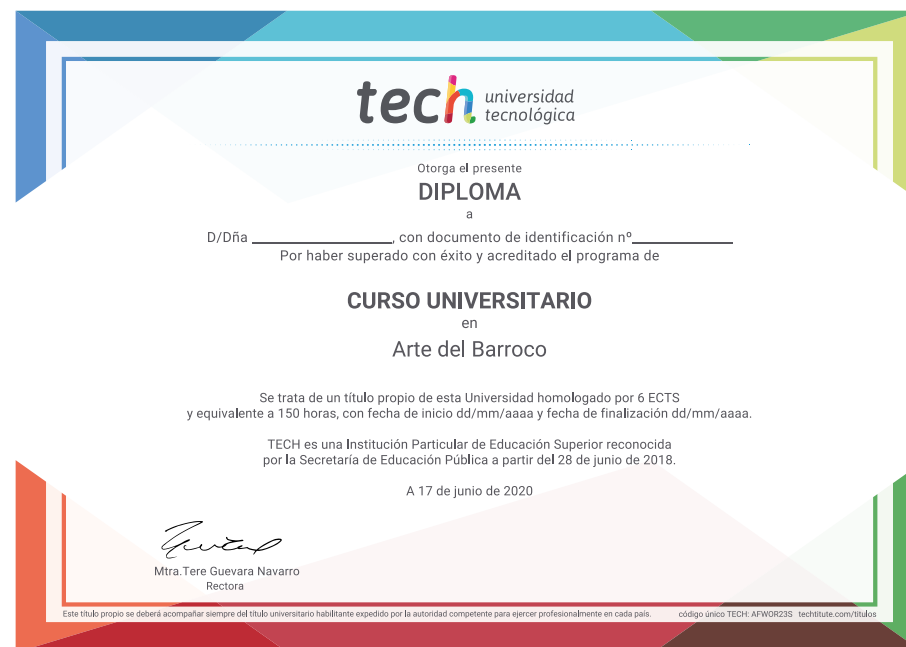 tech universidad
tecnológica
Otorga el presente
DIPLOMA
a
D/Dña ____________________, con documento de identificación nº______________
Por haber superado con éxito y acreditado el programa de
CURSO UNIVERSITARIO
en
Arte del Barroco
Se trata de un título propio de esta Universidad homologado por 6 ECTS
y equivalente a 150 horas, con fecha de inicio dd/mm/aaaa y fecha de finalización dd/mm/aaaa.
TECH es una Institución Particular de Educación Superior reconocida
por la Secretaría de Educación Pública a partir del 28 de junio de 2018.
A 17 de junio de 2020
Mtra.Tere Guevara Navarro
Rectora
Este título propio se deberá acompañar siempre del título universitario habilitante expedido por la autoridad competente para ejercer profesionalmente en cada país. código único TECH: AFWOR23S techtitute.com/titulos